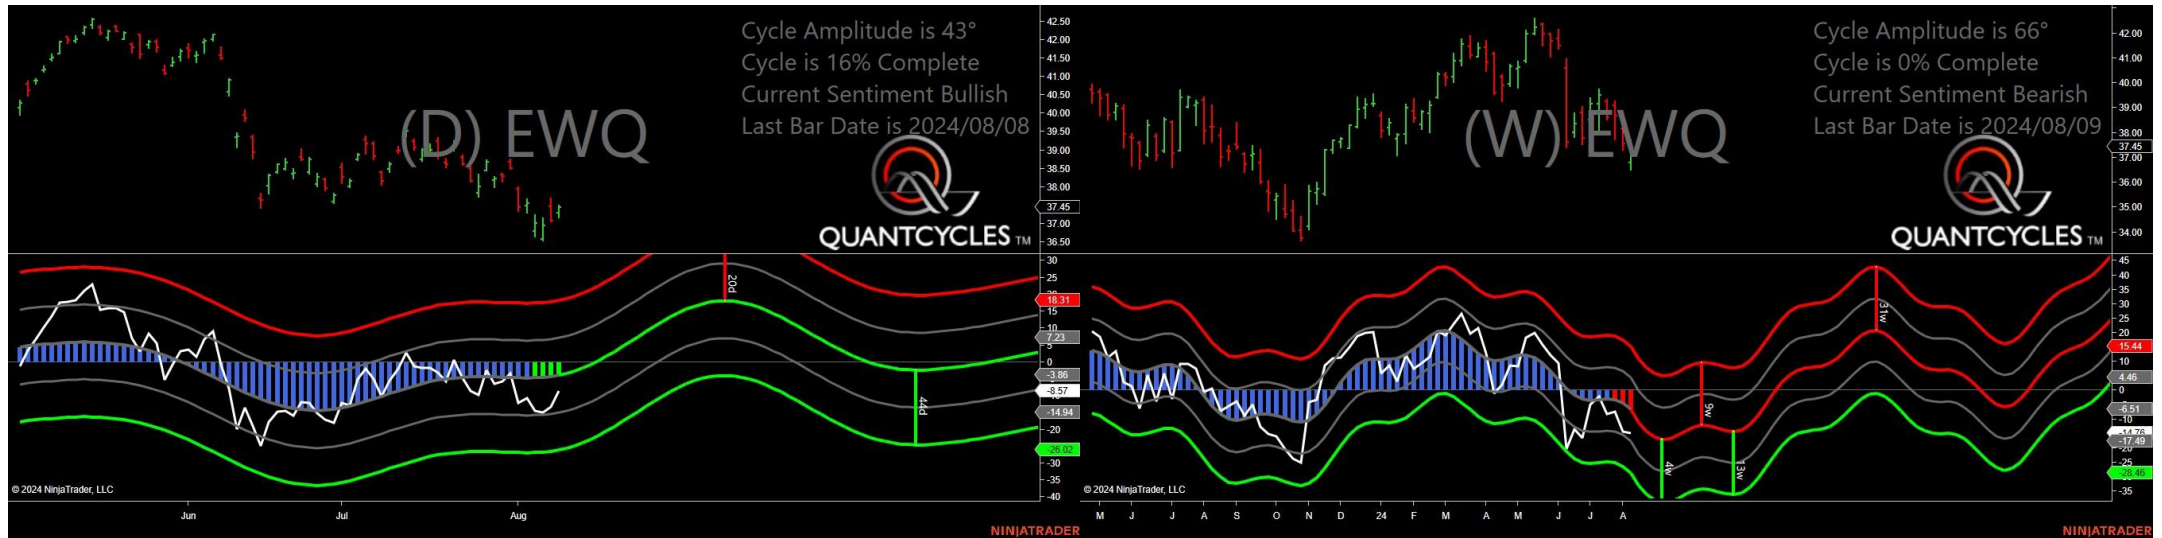 Cycle Amplitude is 43°
Cycle is 16% Complete
Current Sentiment Bullish
Last Bar Date is 2024/08/08
(D) EWQ
QUANTCYCLES TM
42.50
42.00
41.50
41.00
40.50
40.00
39.50
39.00
38.50
38.00
37.45
37.00
36.50
30
25
18.31
15
10
7.23
5
0
-3.86
-8.57
-14.94
-20
-26.02
-30
-35
-40
20d
44d
© 2024 NinjaTrader, LLC
Jun
Jul
Aug
NINJATRADER
Cycle Amplitude is 66°
Cycle is 0% Complete
Current Sentiment Bearish
Last Bar Date is 2024/08/09
(W) EWQ
QUANTCYCLES TM
42.00
41.00
40.00
39.00
38.00
37.45
37.00
36.00
35.00
34.00
45
40
35
30
25
20
15.44
10
4.46
0
-6.51
-10
-14.76
-17.49
-25
-28.46
-35
31w
9w
4w
13w
© 2024 NinjaTrader, LLC
M J J A S O N D 24 F M A M J J A
NINJATRADER